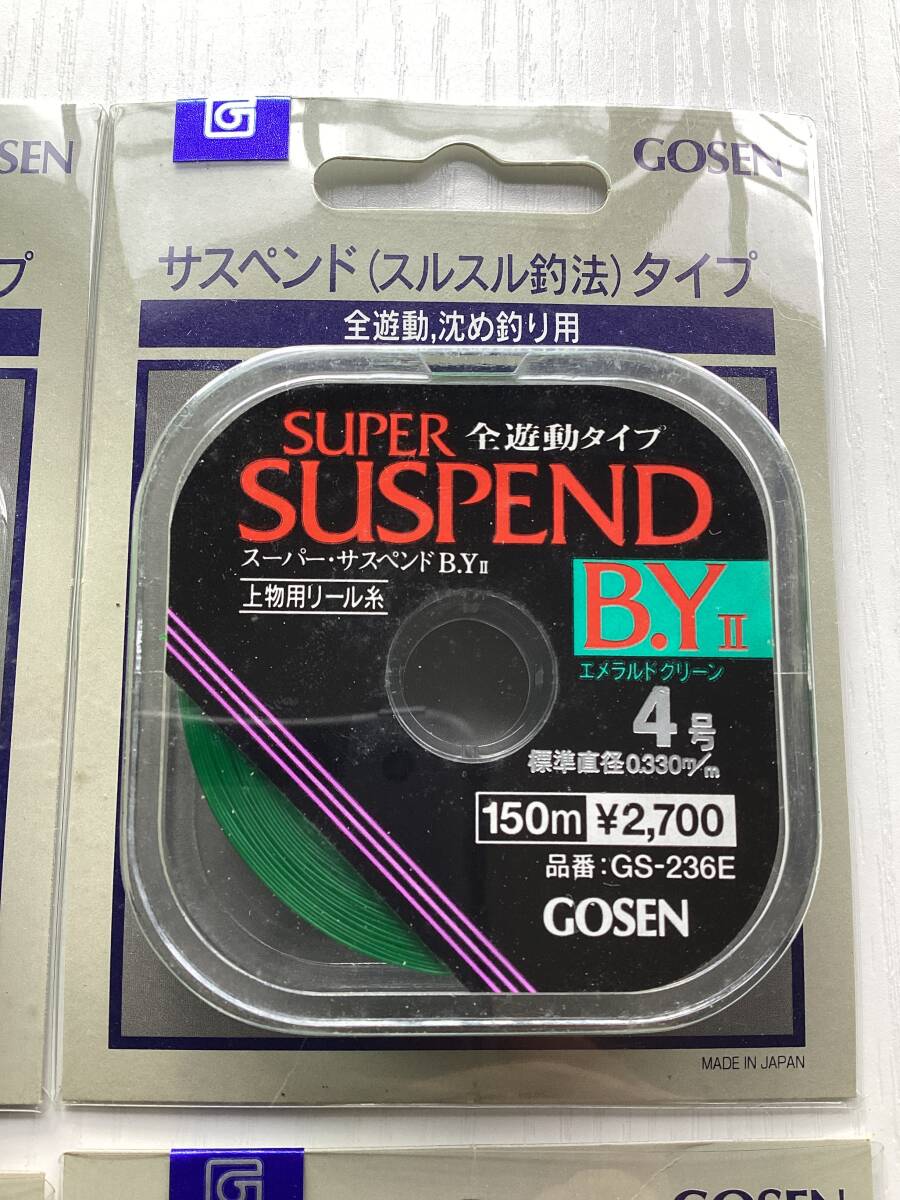 SEN
GOSEN
サスペンド(スルスル釣法)タイプ
プ
全遊動,沈め釣り用
SUPER 全遊動タイプ
SUSPEND
スーパー・サスペンドB.YⅡ
上物用リール糸
B.YⅡ
エメラルドグリーン
4号
標準直径0.330m/m
150m ¥2,700
品番:GS-236E
GOSEN
MADE IN JAPAN
GOSEN